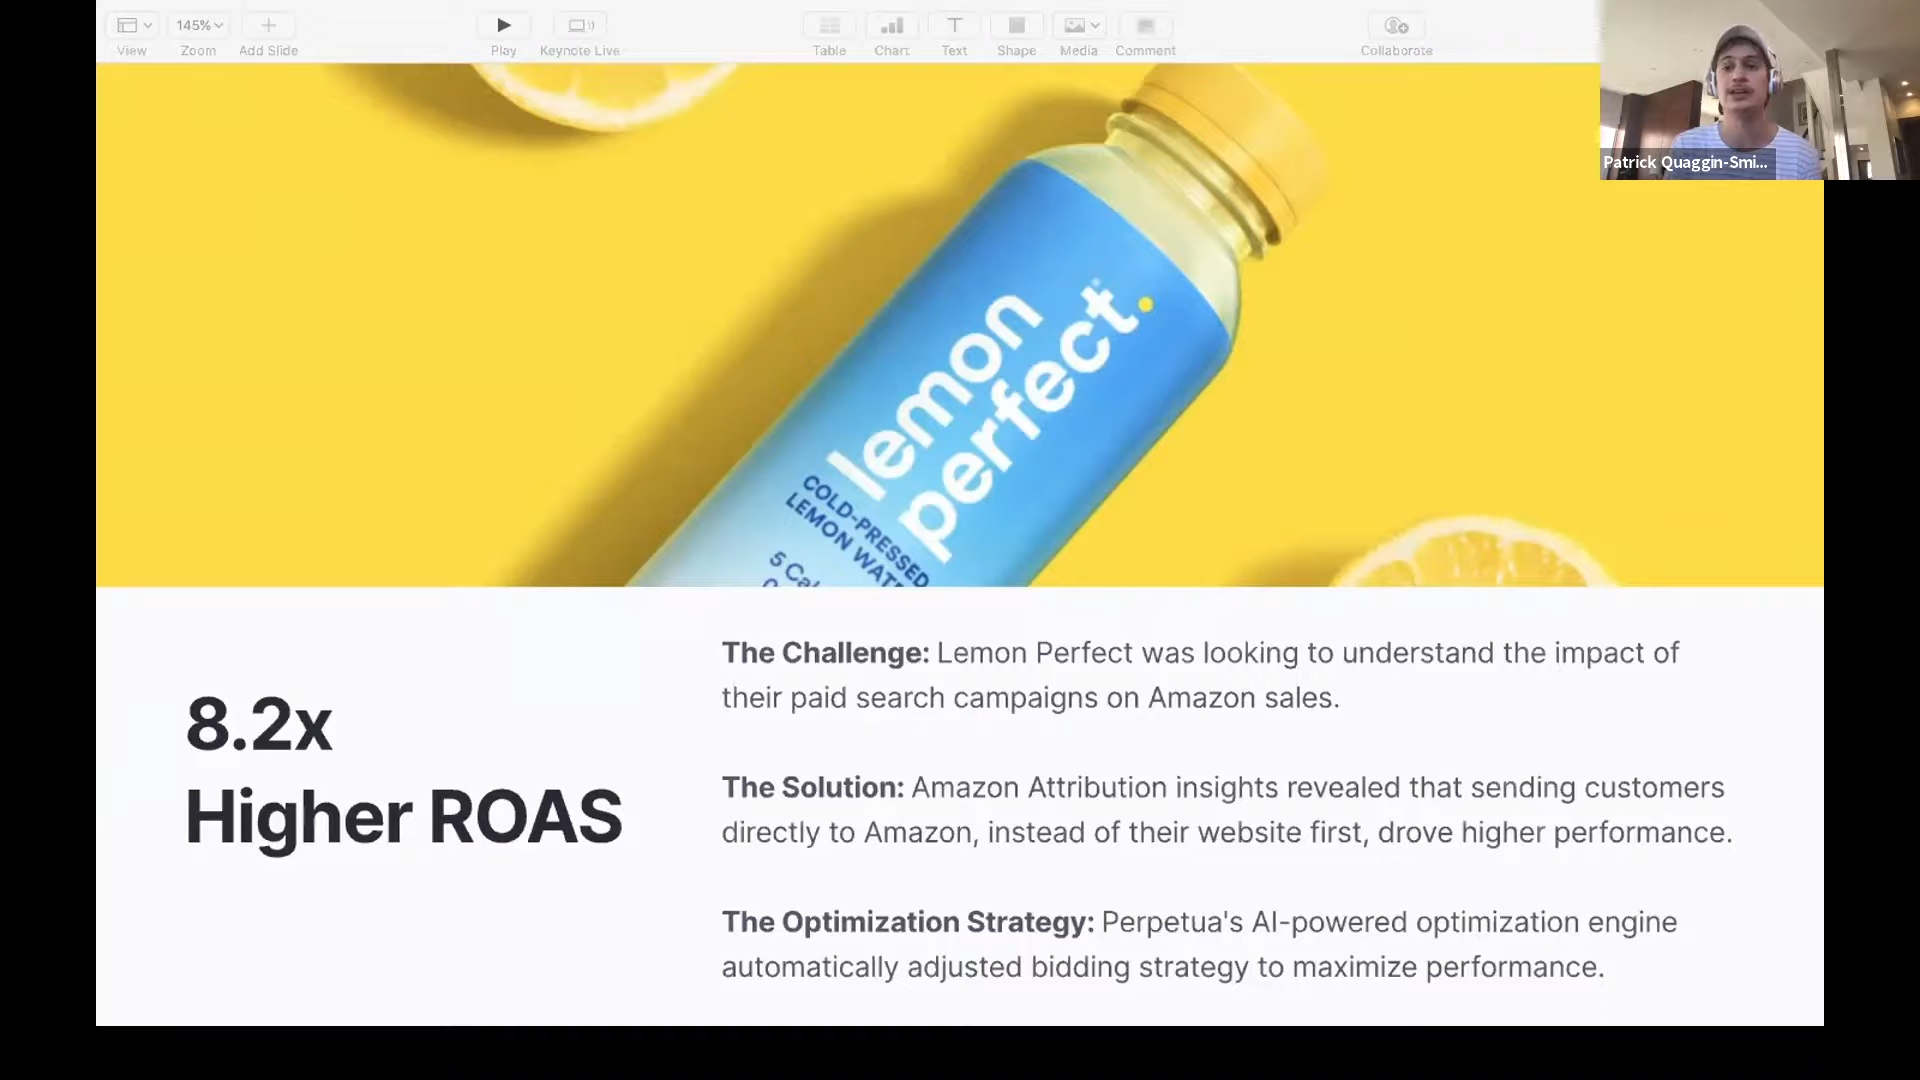 145%
View
Zoom
Add Slide
Play
Keynote Live
Table
Chart
Text
Shape
Media
Comment
Collaborate
Patrick Quaggin-Smi...
lemon
perfect.
COLD-PRESSED
LEMON
5
8.2x
Higher ROAS
The Challenge: Lemon Perfect was looking to understand the impact of
their paid search campaigns on Amazon sales.
The Solution: Amazon Attribution insights revealed that sending customers
directly to Amazon, instead of their website first, drove higher performance.
The Optimization Strategy: Perpetua's AI-powered optimization engine
automatically adjusted bidding strategy to maximize performance.